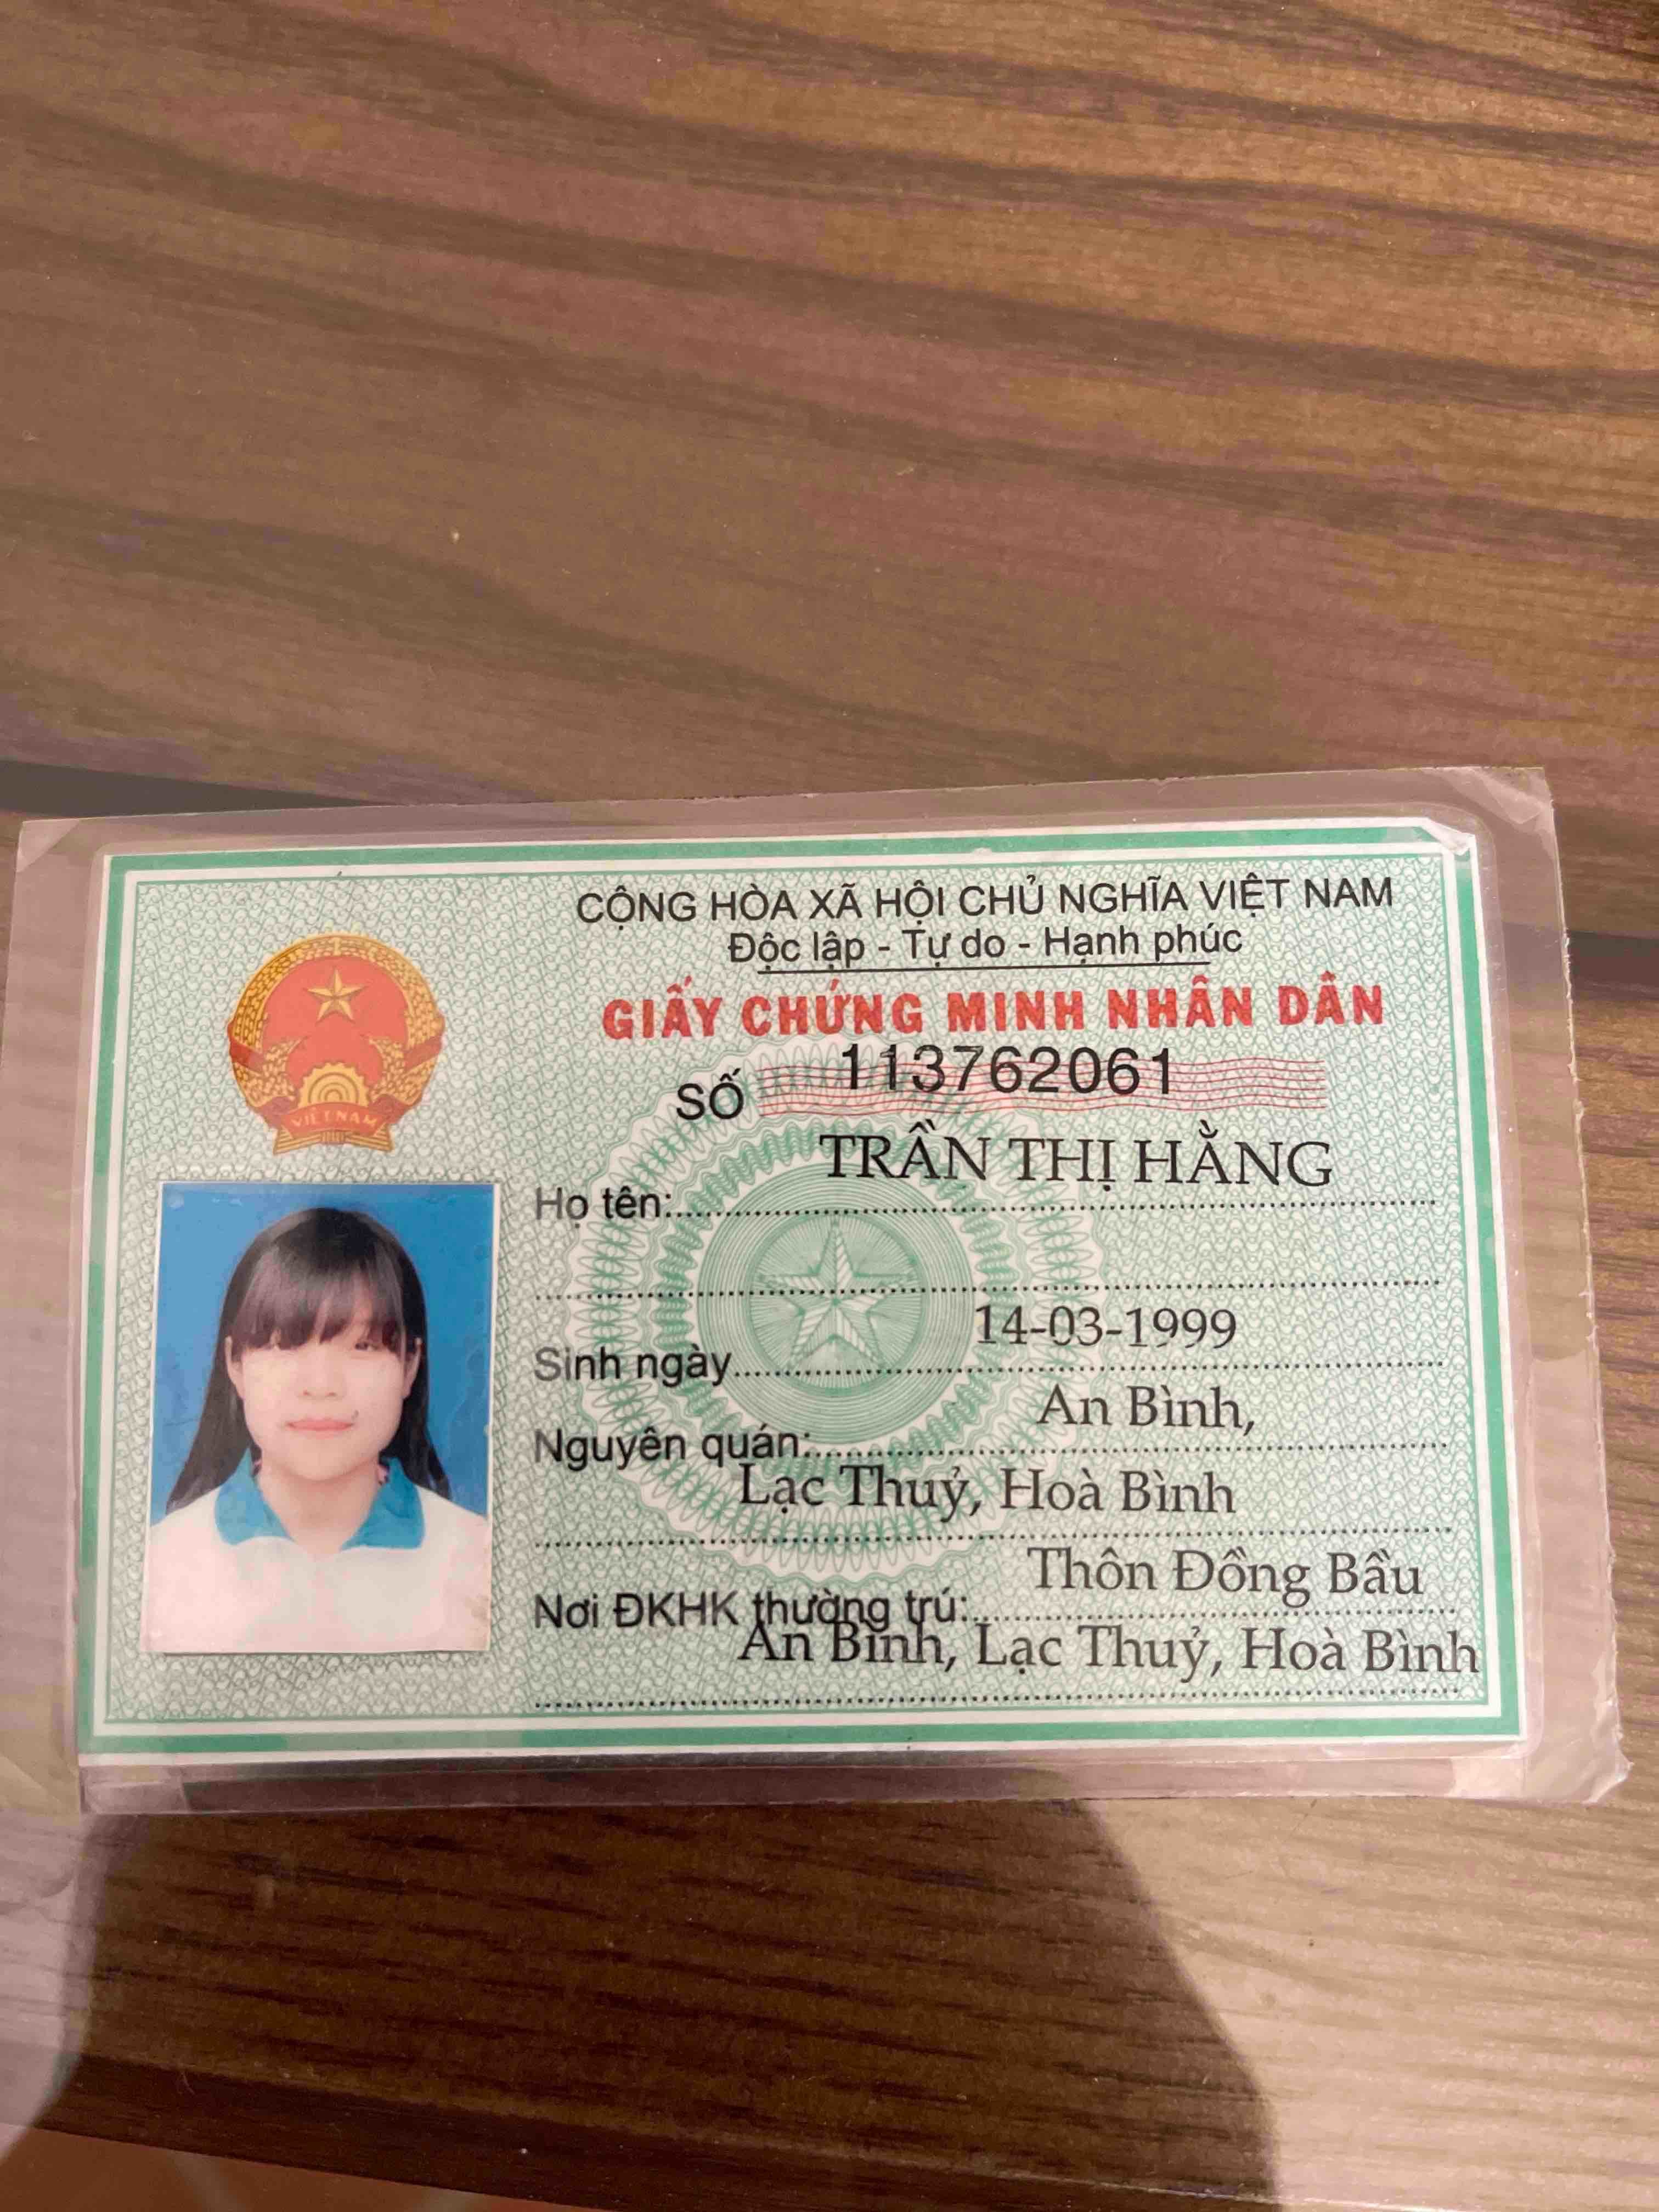 CỘNG HÒA XÃ HỘI CHỦ NGHĨA VIỆT NAM
Độc lập - Tự do - Hạnh phúc
GIẤY CHỨNG MINH NHÂN DÂN
SỐ 113762061
Họ tên: TRẦN THỊ HẰNG
Sinh ngày 14-03-1999
Nguyên quán: An Bình,
Lạc Thuỷ, Hoà Bình
Nơi ĐKHK thường trú: Thôn Đồng Bầu
An Bình, Lạc Thuỷ, Hoà Bình
VIỆT NAM